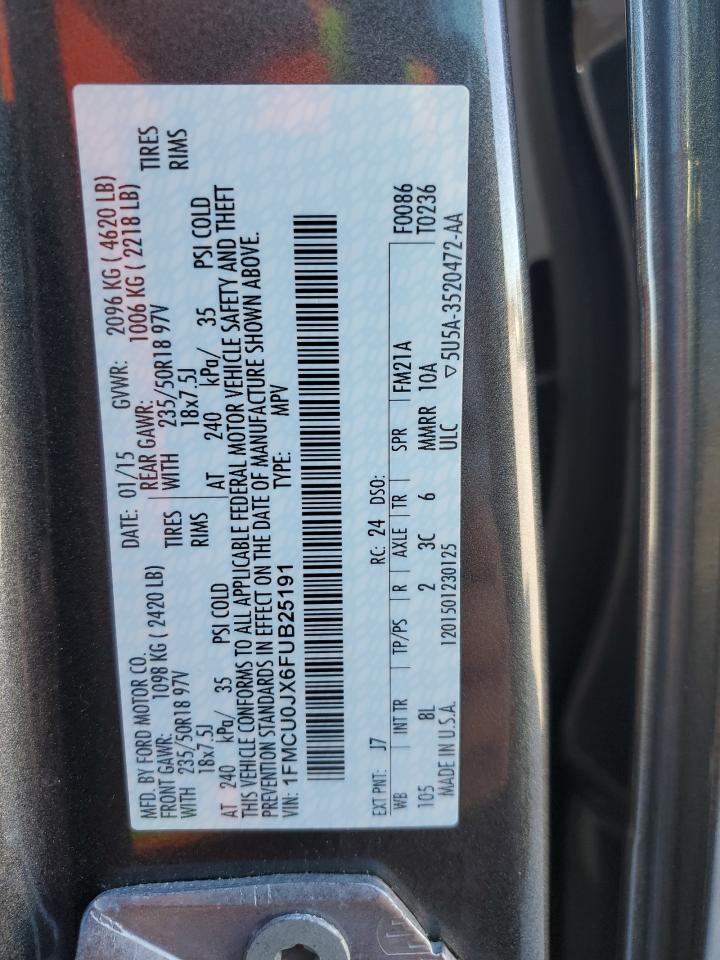 MFD. BY FORD MOTOR CO.
DATE: 01/15 GVWR: 2096 KG ( 4620 LB)
FRONT GAWR: 1098 KG ( 2420 LB)
REAR GAWR: 1006 KG ( 2218 LB)
WITH 235/50R18 97V TIRES
WITH 235/50R18 97V TIRES
18x7.5J RIMS
18x7.5J RIMS
AT 240 kPa/ 35 PSI COLD
AT 240 kPa/ 35 PSI COLD
THIS VEHICLE CONFORMS TO ALL APPLICABLE FEDERAL MOTOR VEHICLE SAFETY AND THEFT
PREVENTION STANDARDS IN EFFECT ON THE DATE OF MANUFACTURE SHOWN ABOVE.
VIN: 1FMCU0JX6FUB25191 TYPE: MPV
EXT PNT: J7 RC: 24 DSO: F0086
WB INT TR TP/PS R AXLE TR SPR FM21A T0236
105 8L 2 3C 6 MMRR 10A
MADE IN U.S.A. 1201501230125 ULC ▽5U5A-3520472-AA